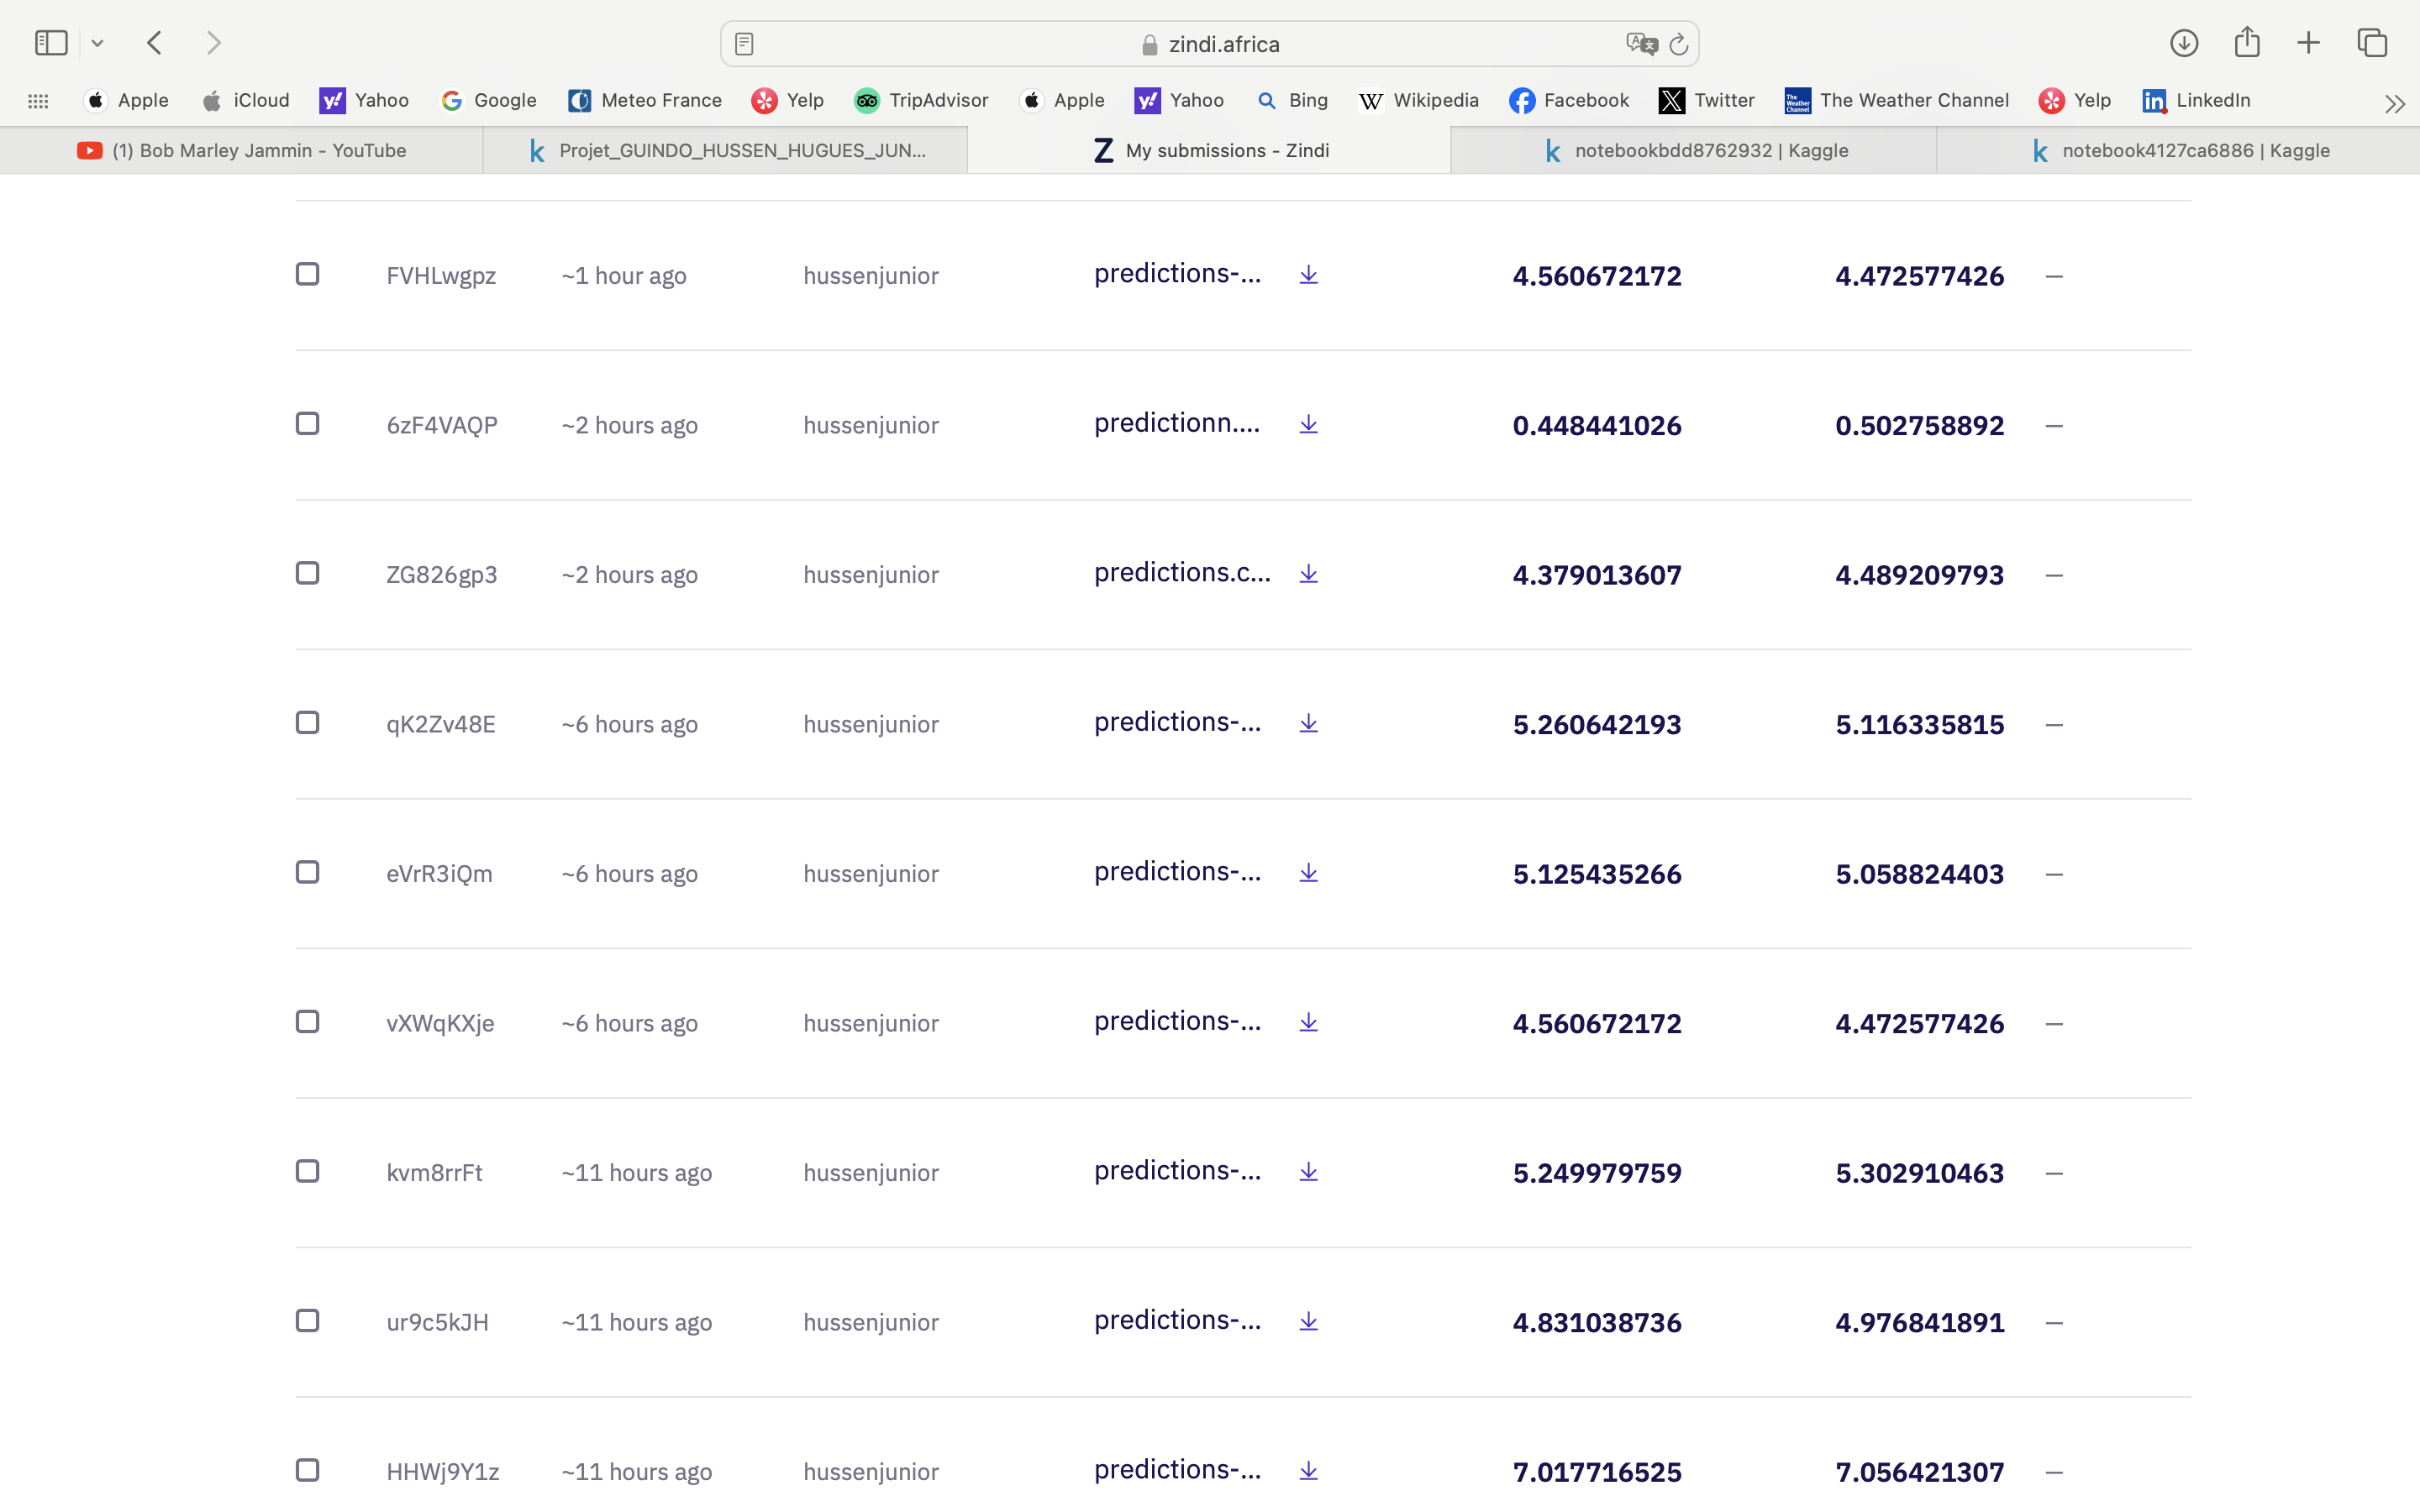 zindi.africa
Apple iCloud Yahoo Google Meteo France Yelp TripAdvisor Apple Yahoo Bing Wikipedia Facebook Twitter The Weather Channel Yelp LinkedIn
(1) Bob Marley Jammin - YouTube Projet_GUINDO_HUSSEN_HUGUES_JUN... My submissions - Zindi notebookbdd8762932 | Kaggle notebook4127ca6886 | Kaggle
FVHLwgpz ~1 hour ago hussenjunior predictions-... 4.560672172 4.472577426 —
6zF4VAQP ~2 hours ago hussenjunior predictionn.... 0.448441026 0.502758892 —
ZG826gp3 ~2 hours ago hussenjunior predictions.c... 4.379013607 4.489209793 —
qK2Zv48E ~6 hours ago hussenjunior predictions-... 5.260642193 5.116335815 —
eVrR3iQm ~6 hours ago hussenjunior predictions-... 5.125435266 5.058824403 —
vXWqKXje ~6 hours ago hussenjunior predictions-... 4.560672172 4.472577426 —
kvm8rrFt ~11 hours ago hussenjunior predictions-... 5.249979759 5.302910463 —
ur9c5kJH ~11 hours ago hussenjunior predictions-... 4.831038736 4.976841891 —
HHWj9Y1z ~11 hours ago hussenjunior predictions-... 7.017716525 7.056421307 —